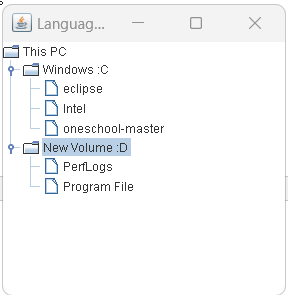 Languag...
This PC
Windows :C
eclipse
Intel
oneschool-master
New Volume :D
PerfLogs
Program File